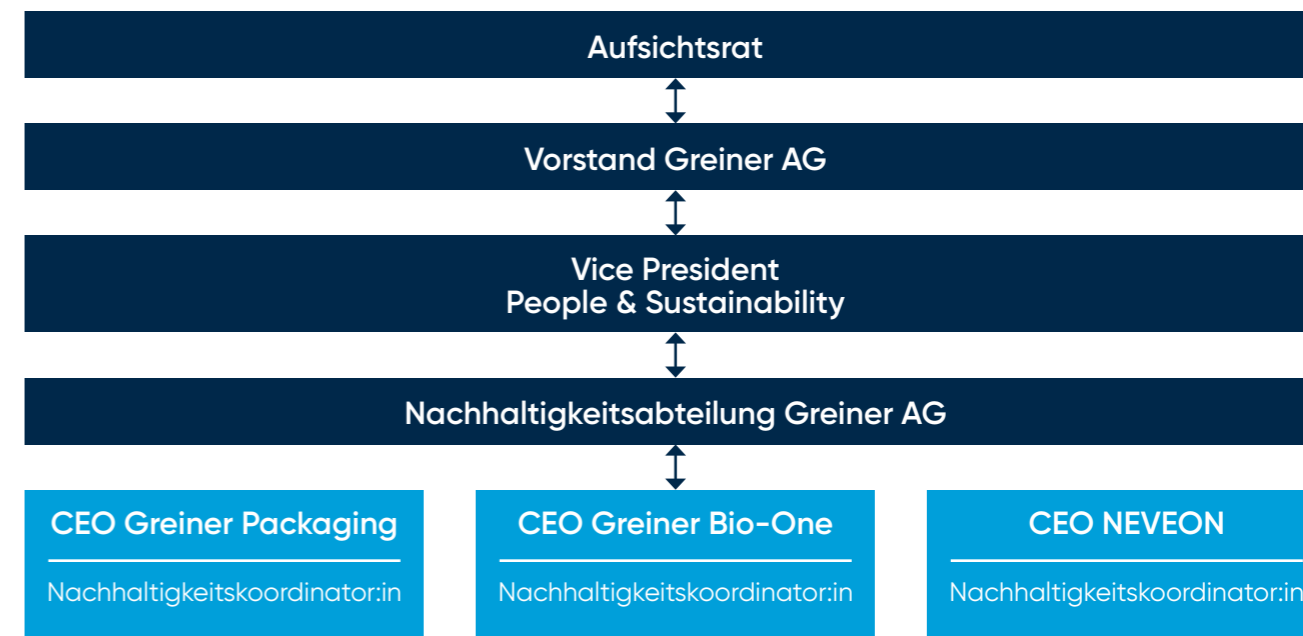 Aufsichtsrat
Vorstand Greiner AG
Vice President
People & Sustainability
Nachhaltigkeitsabteilung Greiner AG
CEO Greiner Packaging
Nachhaltigkeitskoordinator:in
CEO Greiner Bio-One
Nachhaltigkeitskoordinator:in
CEO NEVEON
Nachhaltigkeitskoordinator:in